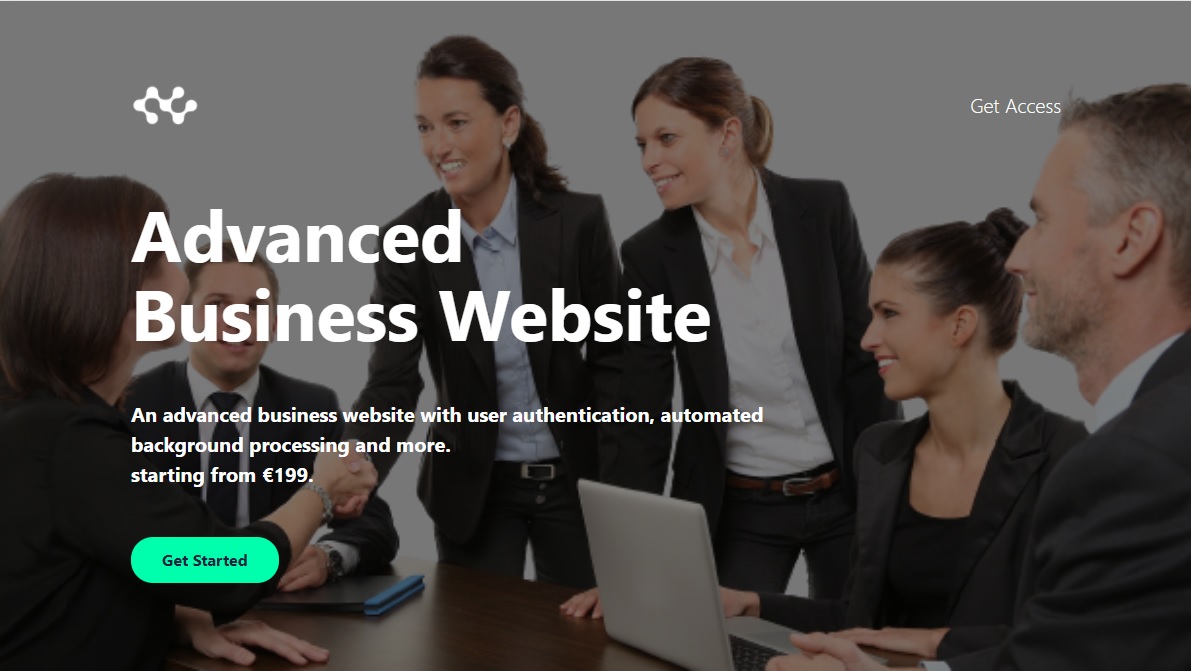 Get Access
Advanced
Business Website
An advanced business website with user authentication, automated
background processing and more.
starting from €199.
Get Started